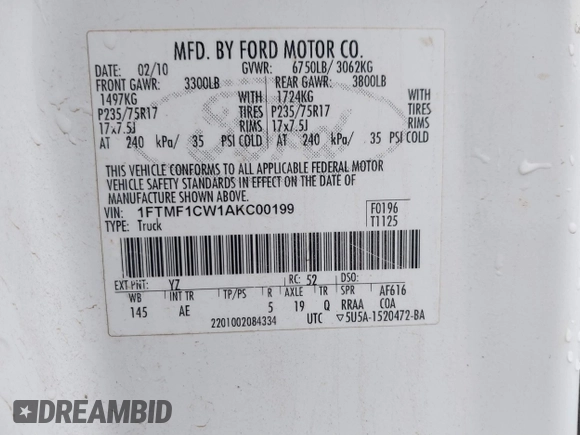 MFD. BY FORD MOTOR CO.
DATE: 02/10 GVWR: 6750LB/ 3062KG
FRONT GAWR: 3300LB REAR GAWR: 3800LB
1497KG WITH 1724KG WITH
P235/75R17 TIRES P235/75R17 TIRES
17x7.5J RIMS 17x7.5J RIMS
AT 240 kPa/ 35 PSI COLD AT 240 kPa/ 35 PSI COLD
THIS VEHICLE CONFORMS TO ALL APPLICABLE FEDERAL MOTOR
VEHICLE SAFETY STANDARDS IN EFFECT ON THE DATE OF
MANUFACTURE SHOWN ABOVE.
VIN: 1FTMF1CW1AKC00199 F0196
TYPE: Truck T1125
EXT PNT: YZ RC: 52 DSO:
WB INT TR TP/PS R AXLE TR SPR AF616
145 AE 5 19 Q RRAA COA
2201002084334 UTC ▽5U5A-1520472-BA
DREAMBID